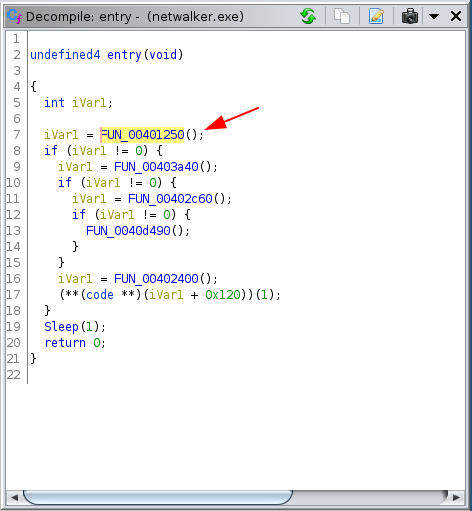 Decompile: entry - (netwalker.exe)
1
2 undefined4 entry(void)
3
4 {
5 int iVar1;
6
7 iVar1 = FUN_00401250();
8 if (iVar1 != 0) {
9 iVar1 = FUN_00403a40();
10 if (iVar1 != 0) {
11 iVar1 = FUN_00402c60();
12 if (iVar1 != 0) {
13 FUN_0040d490();
14 }
15 }
16 iVar1 = FUN_00402400();
17 (**(code **)(iVar1 + 0x120))(1);
18 }
19 Sleep(1);
20 return 0;
21 }
22